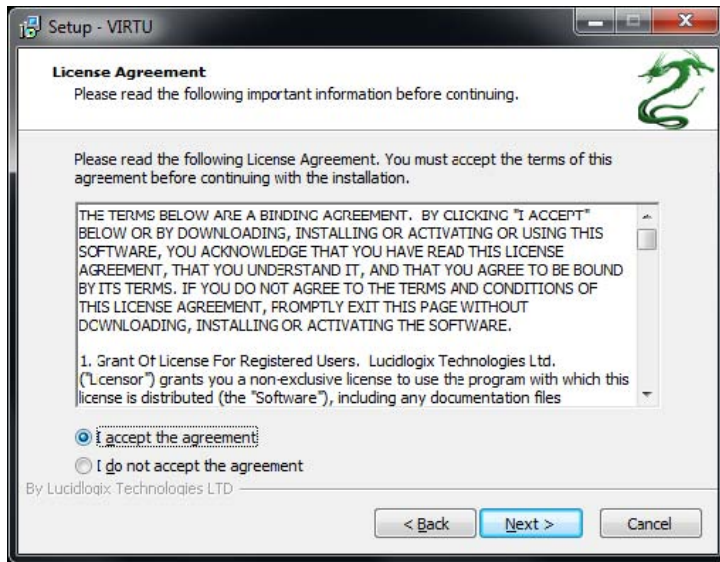 Setup - VIRTU
License Agreement
Please read the following important information before continuing.
Please read the following License Agreement. You must accept the terms of this
agreement before continuing with the installation.
THE TERMS BELOW ARE A BINDING AGREEMENT. BY CLICKING "I ACCEPT"
BELOW OR BY DOWNLOADING, INSTALLING OR ACTIVATING OR USING THIS
SOFTWARE, YOU ACKNOWLEDGE THAT YOU HAVE READ THIS LICENSE
AGREEMENT, THAT YOU UNDERSTAND IT, AND THAT YOU AGREE TO BE BOUND
BY ITS TERMS. IF YOU DO NOT AGREE TO THE TERMS AND CONDITIONS OF
THIS LICENSE AGREEMENT, PROMPTLY EXIT THIS PAGE WITHOUT
DOWNLOADING, INSTALLING OR ACTIVATING THE SOFTWARE.
1. Grant Of License For Registered Users. Lucidlogix Technologies Ltd.
("Licensor") grants you a non-exclusive license to use the program with which this
license is distributed (the "Software"), including any documentation files
I accept the agreement
I do not accept the agreement
By Lucidlogix Technologies LTD
< Back Next > Cancel